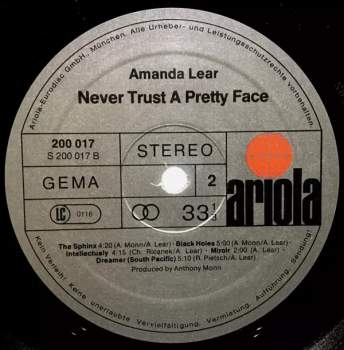 Ariola-Eurodisc GmbH., München. Alle Urheber- und Leistungsschutzrechte vorbehalten.
Amanda Lear
Never Trust A Pretty Face
200 017
S 200 017 B
STEREO
GEMA
2
ariola
LC 0116
33⅓
The Sphinx 4:20 (A. Monn/A. Lear) - Black Holes 5:00 (A. Monn/A. Lear) -
Intellectually 4:15 (Ch. Ricanek/A. Lear) - Miroir 2:00 (A. Lear) -
Dreamer (South Pacific) 5:10 (R. Pietsch/A. Lear)
Produced by Anthony Monn
Kein Verleih! Keine unerlaubte Vervielfältigung, Vermietung, Aufführung, Sendung!